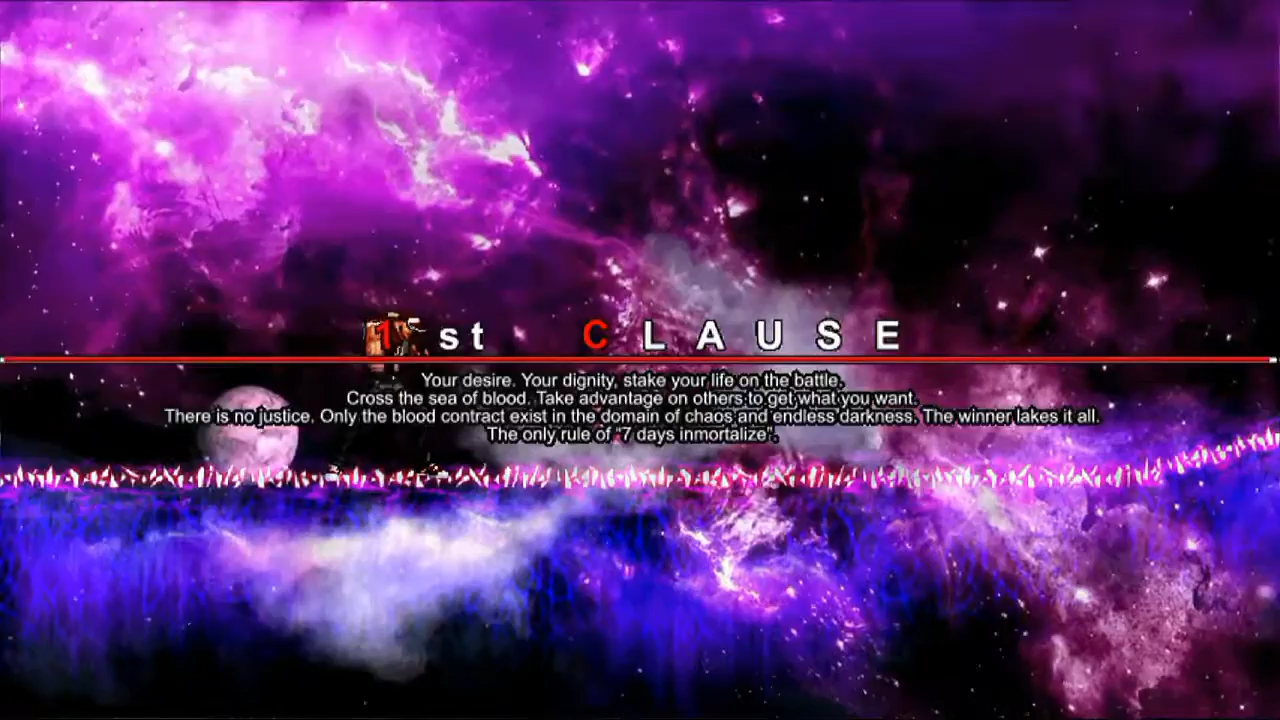 1st CLAUSE
Your desire. Your dignity, stake your life on the battle.
Cross the sea of blood. Take advantage on others to get what you want.
There is no justice. Only the blood contract exist in the domain of chaos and endless darkness. The winner lakes it all.
The only rule of "7 days inmortalize".